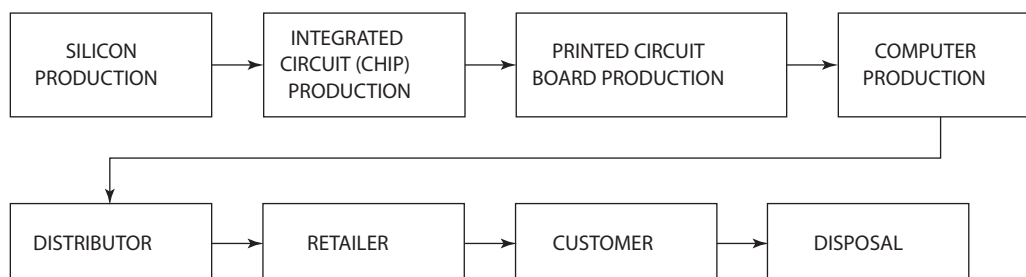 SILICON
PRODUCTION
INTEGRATED
CIRCUIT (CHIP)
PRODUCTION
PRINTED CIRCUIT
BOARD PRODUCTION
COMPUTER
PRODUCTION
DISTRIBUTOR
RETAILER
CUSTOMER
DISPOSAL